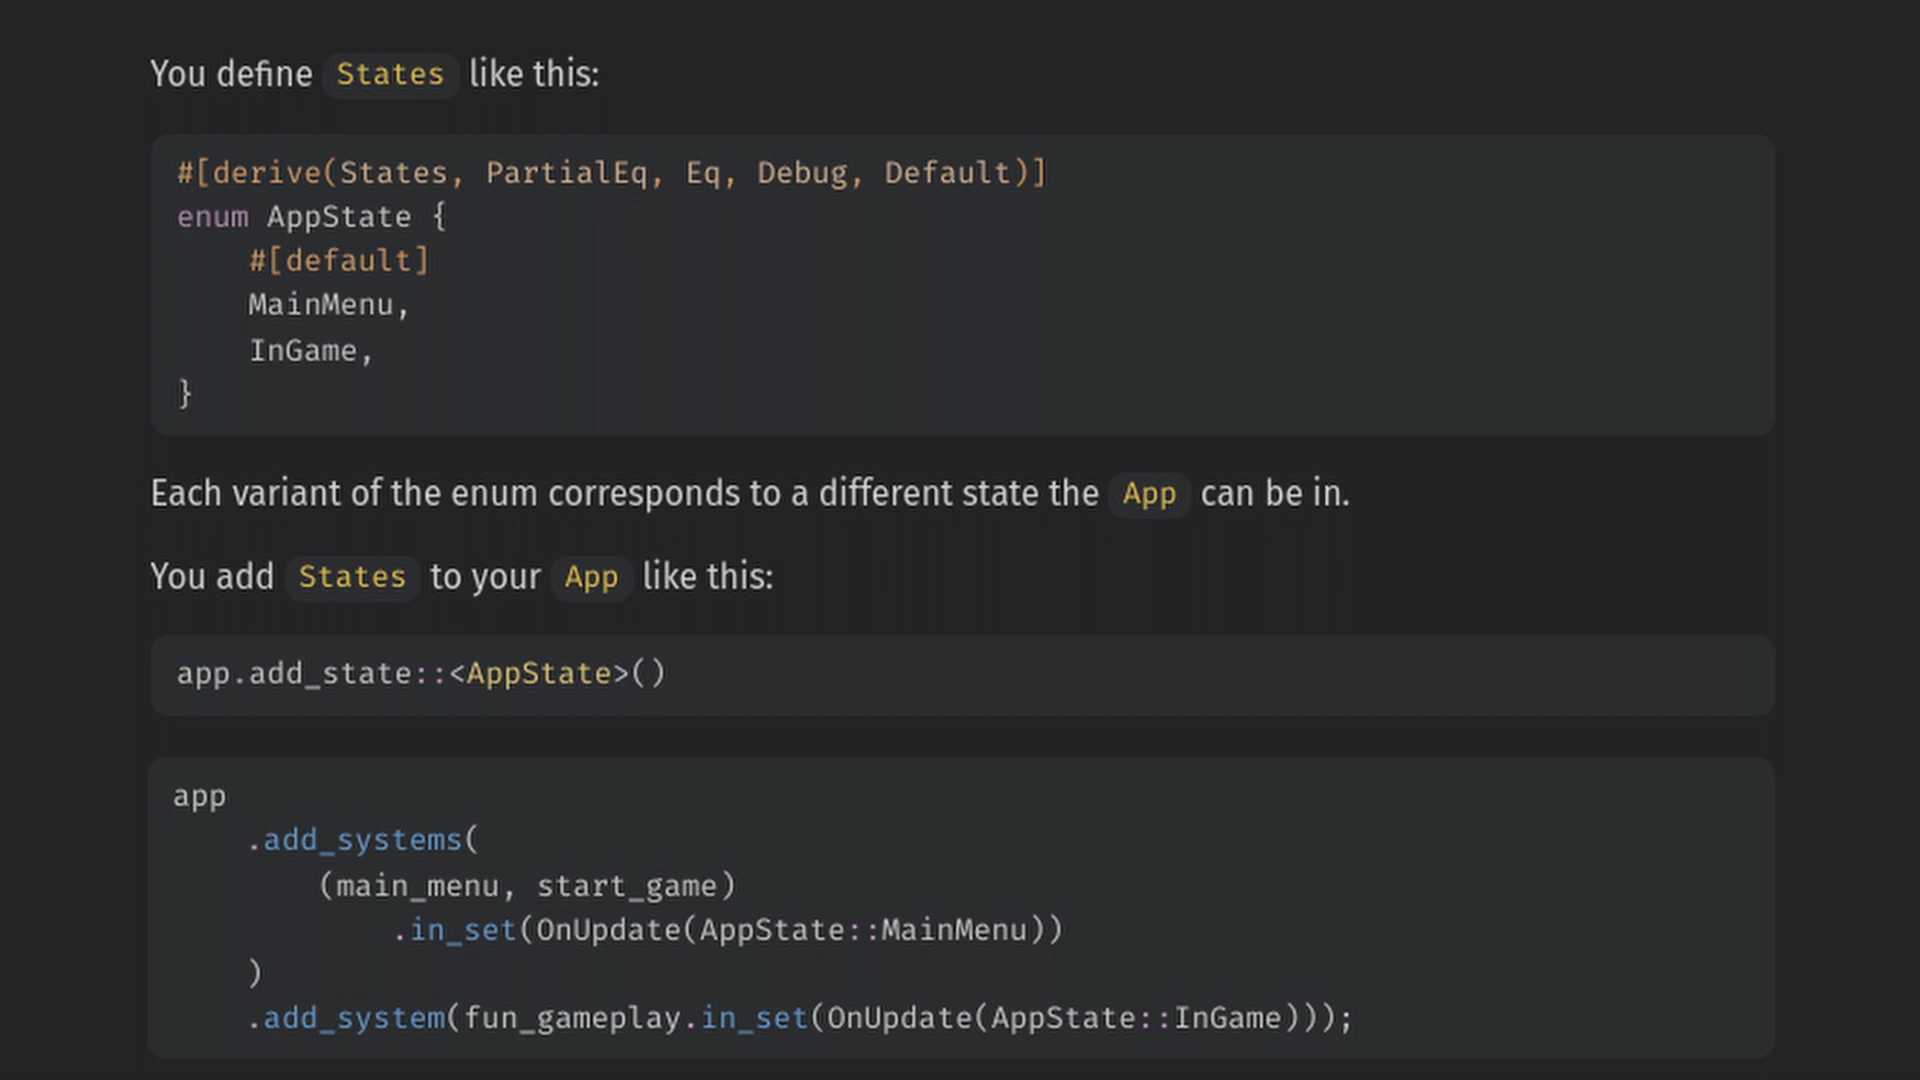 You define States like this:
#[derive(States, PartialEq, Eq, Debug, Default)]
enum AppState {
    #[default]
    MainMenu,
    InGame,
}
Each variant of the enum corresponds to a different state the App can be in.
You add States to your App like this:
app.add_state::<AppState>()
app
    .add_systems(
        (main_menu, start_game)
            .in_set(OnUpdate(AppState::MainMenu))
    )
    .add_system(fun_gameplay.in_set(OnUpdate(AppState::InGame)));